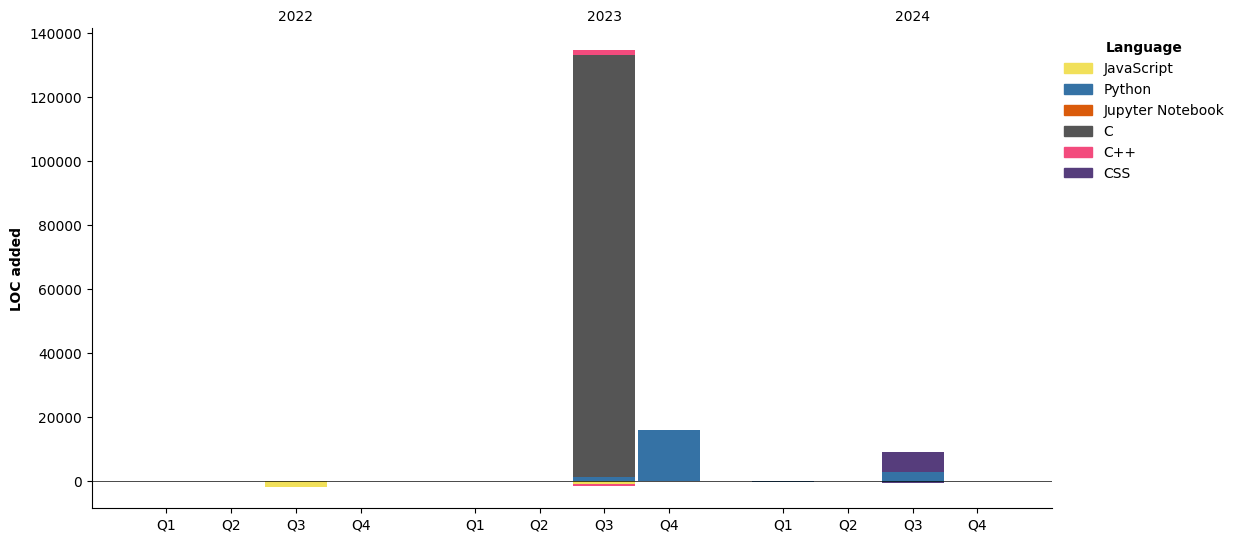 2022 2023 2024
Language
JavaScript
Python
Jupyter Notebook
C
C++
CSS
LOC added
140000
120000
100000
80000
60000
40000
20000
0
Q1 Q2 Q3 Q4 Q1 Q2 Q3 Q4 Q1 Q2 Q3 Q4